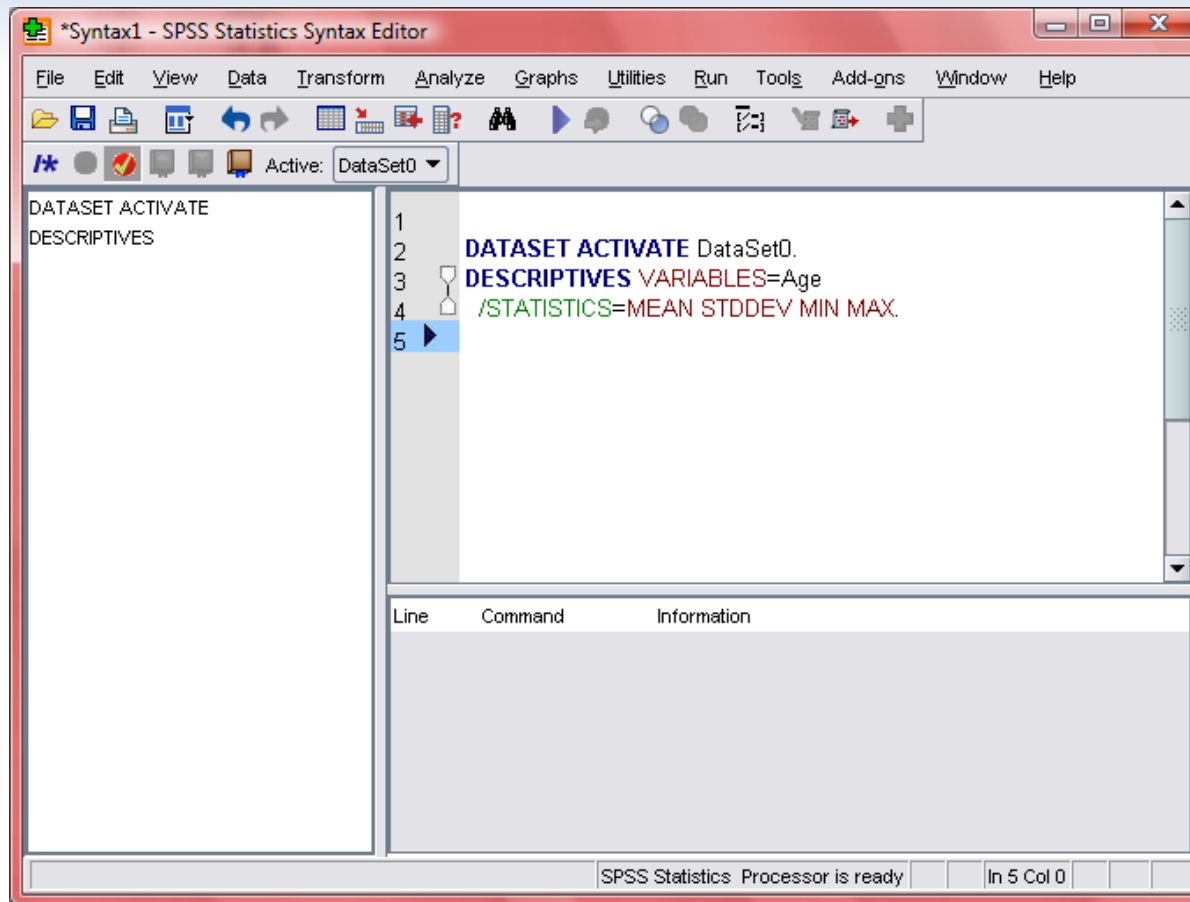 *Syntax1 - SPSS Statistics Syntax Editor
File Edit View Data Transform Analyze Graphs Utilities Run Tools Add-ons Window Help
Active: DataSet0
DATASET ACTIVATE
DESCRIPTIVES
1
2 DATASET ACTIVATE DataSet0.
3 DESCRIPTIVES VARIABLES=Age
4 /STATISTICS=MEAN STDDEV MIN MAX.
5
Line Command Information
SPSS Statistics Processor is ready In 5 Col 0